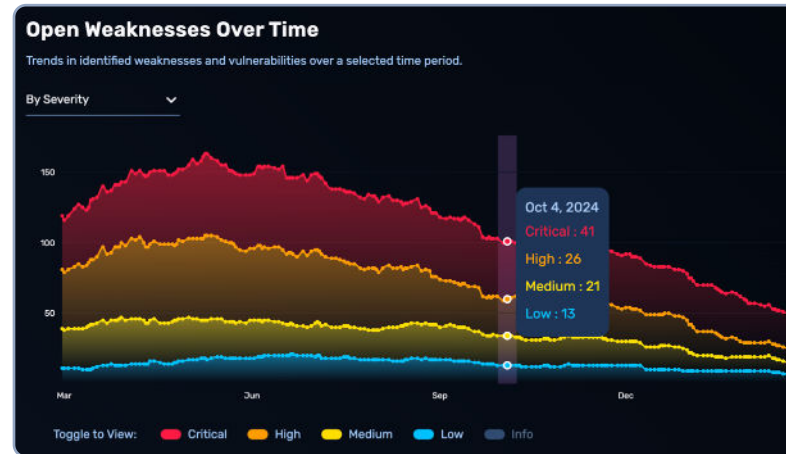 Open Weaknesses Over Time
Trends in identified weaknesses and vulnerabilities over a selected time period.
By Severity
150
100
50
Oct 4, 2024
Critical : 41
High : 26
Medium : 21
Low : 13
Mar Jun Sep Dec
Toggle to View: Critical High Medium Low Info